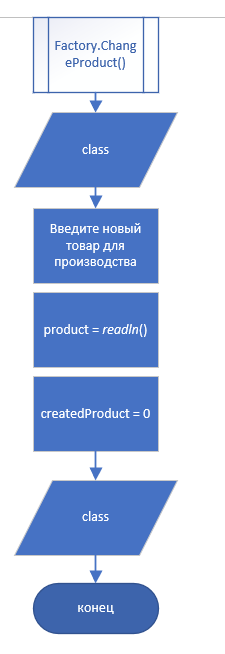 Factory.Chang
eProduct()
class
Введите новый
товар для
производства
product = readln()
createdProduct = 0
class
конец